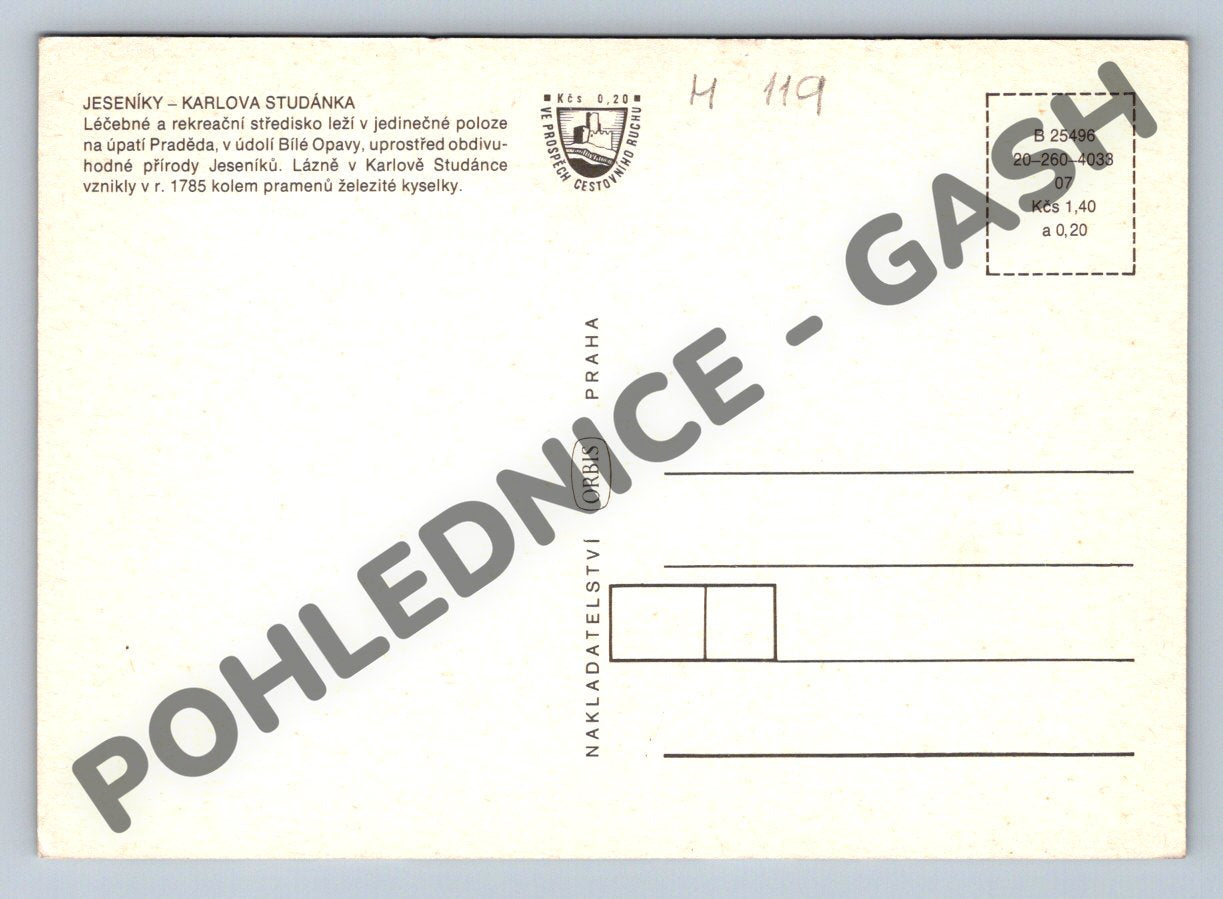 JESENÍKY – KARLOVA STUDÁNKA
Léčebné a rekreační středisko leží v jedinečné poloze
na úpatí Praděda, v údolí Bílé Opavy, uprostřed obdivu-
hodné přírody Jeseníků. Lázně v Karlově Studánce
vznikly v r. 1785 kolem pramenů železité kyselky.
Kčs 0,20
VE PROSPĚCH CESTOVNÍHO RUCHU
H 119
B 25496
20–260–4033
07
Kčs 1,40
a 0,20
NAKLADATELSTVÍ ORBIS PRAHA
POHLEDNICE - GASH